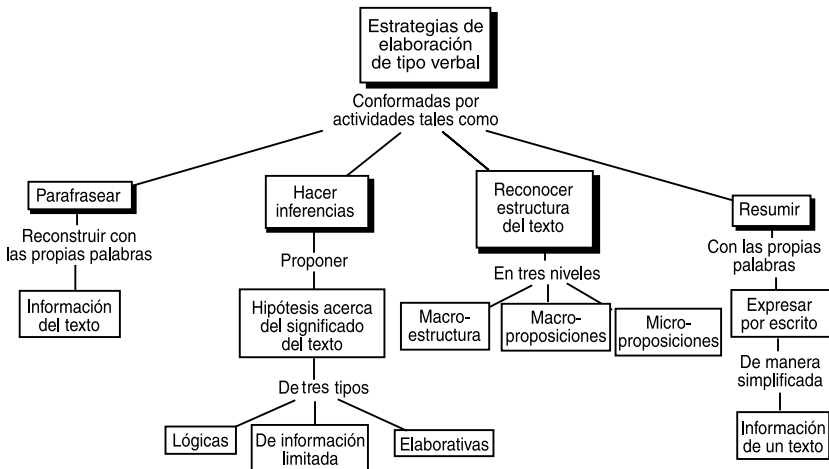 Estrategias de
elaboración
de tipo verbal
Conformadas por
actividades tales como
Parafrasear
Reconstruir con
las propias palabras
Información
del texto
Hacer
inferencias
Proponer
Hipótesis acerca
del significado
del texto
De tres tipos
Lógicas
De información
limitada
Elaborativas
Reconocer
estructura
del texto
En tres niveles
Macro-
estructura
Macro-
proposiciones
Micro-
proposiciones
Resumir
Con las propias
palabras
Expresar
por escrito
De manera
simplificada
Información
de un texto